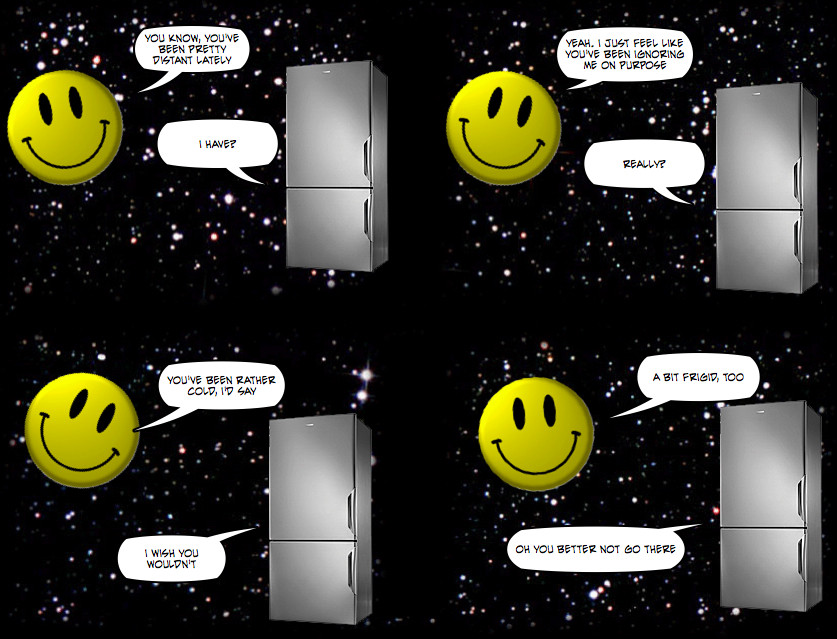 YOU KNOW, YOU'VE
BEEN PRETTY
DISTANT LATELY
I HAVE?
YEAH. I JUST FEEL LIKE
YOU'VE BEEN IGNORING
ME ON PURPOSE
REALLY?
YOU'VE BEEN RATHER
COLD, I'D SAY
I WISH YOU
WOULDN'T
A BIT FRIGID, TOO
OH YOU BETTER NOT GO THERE